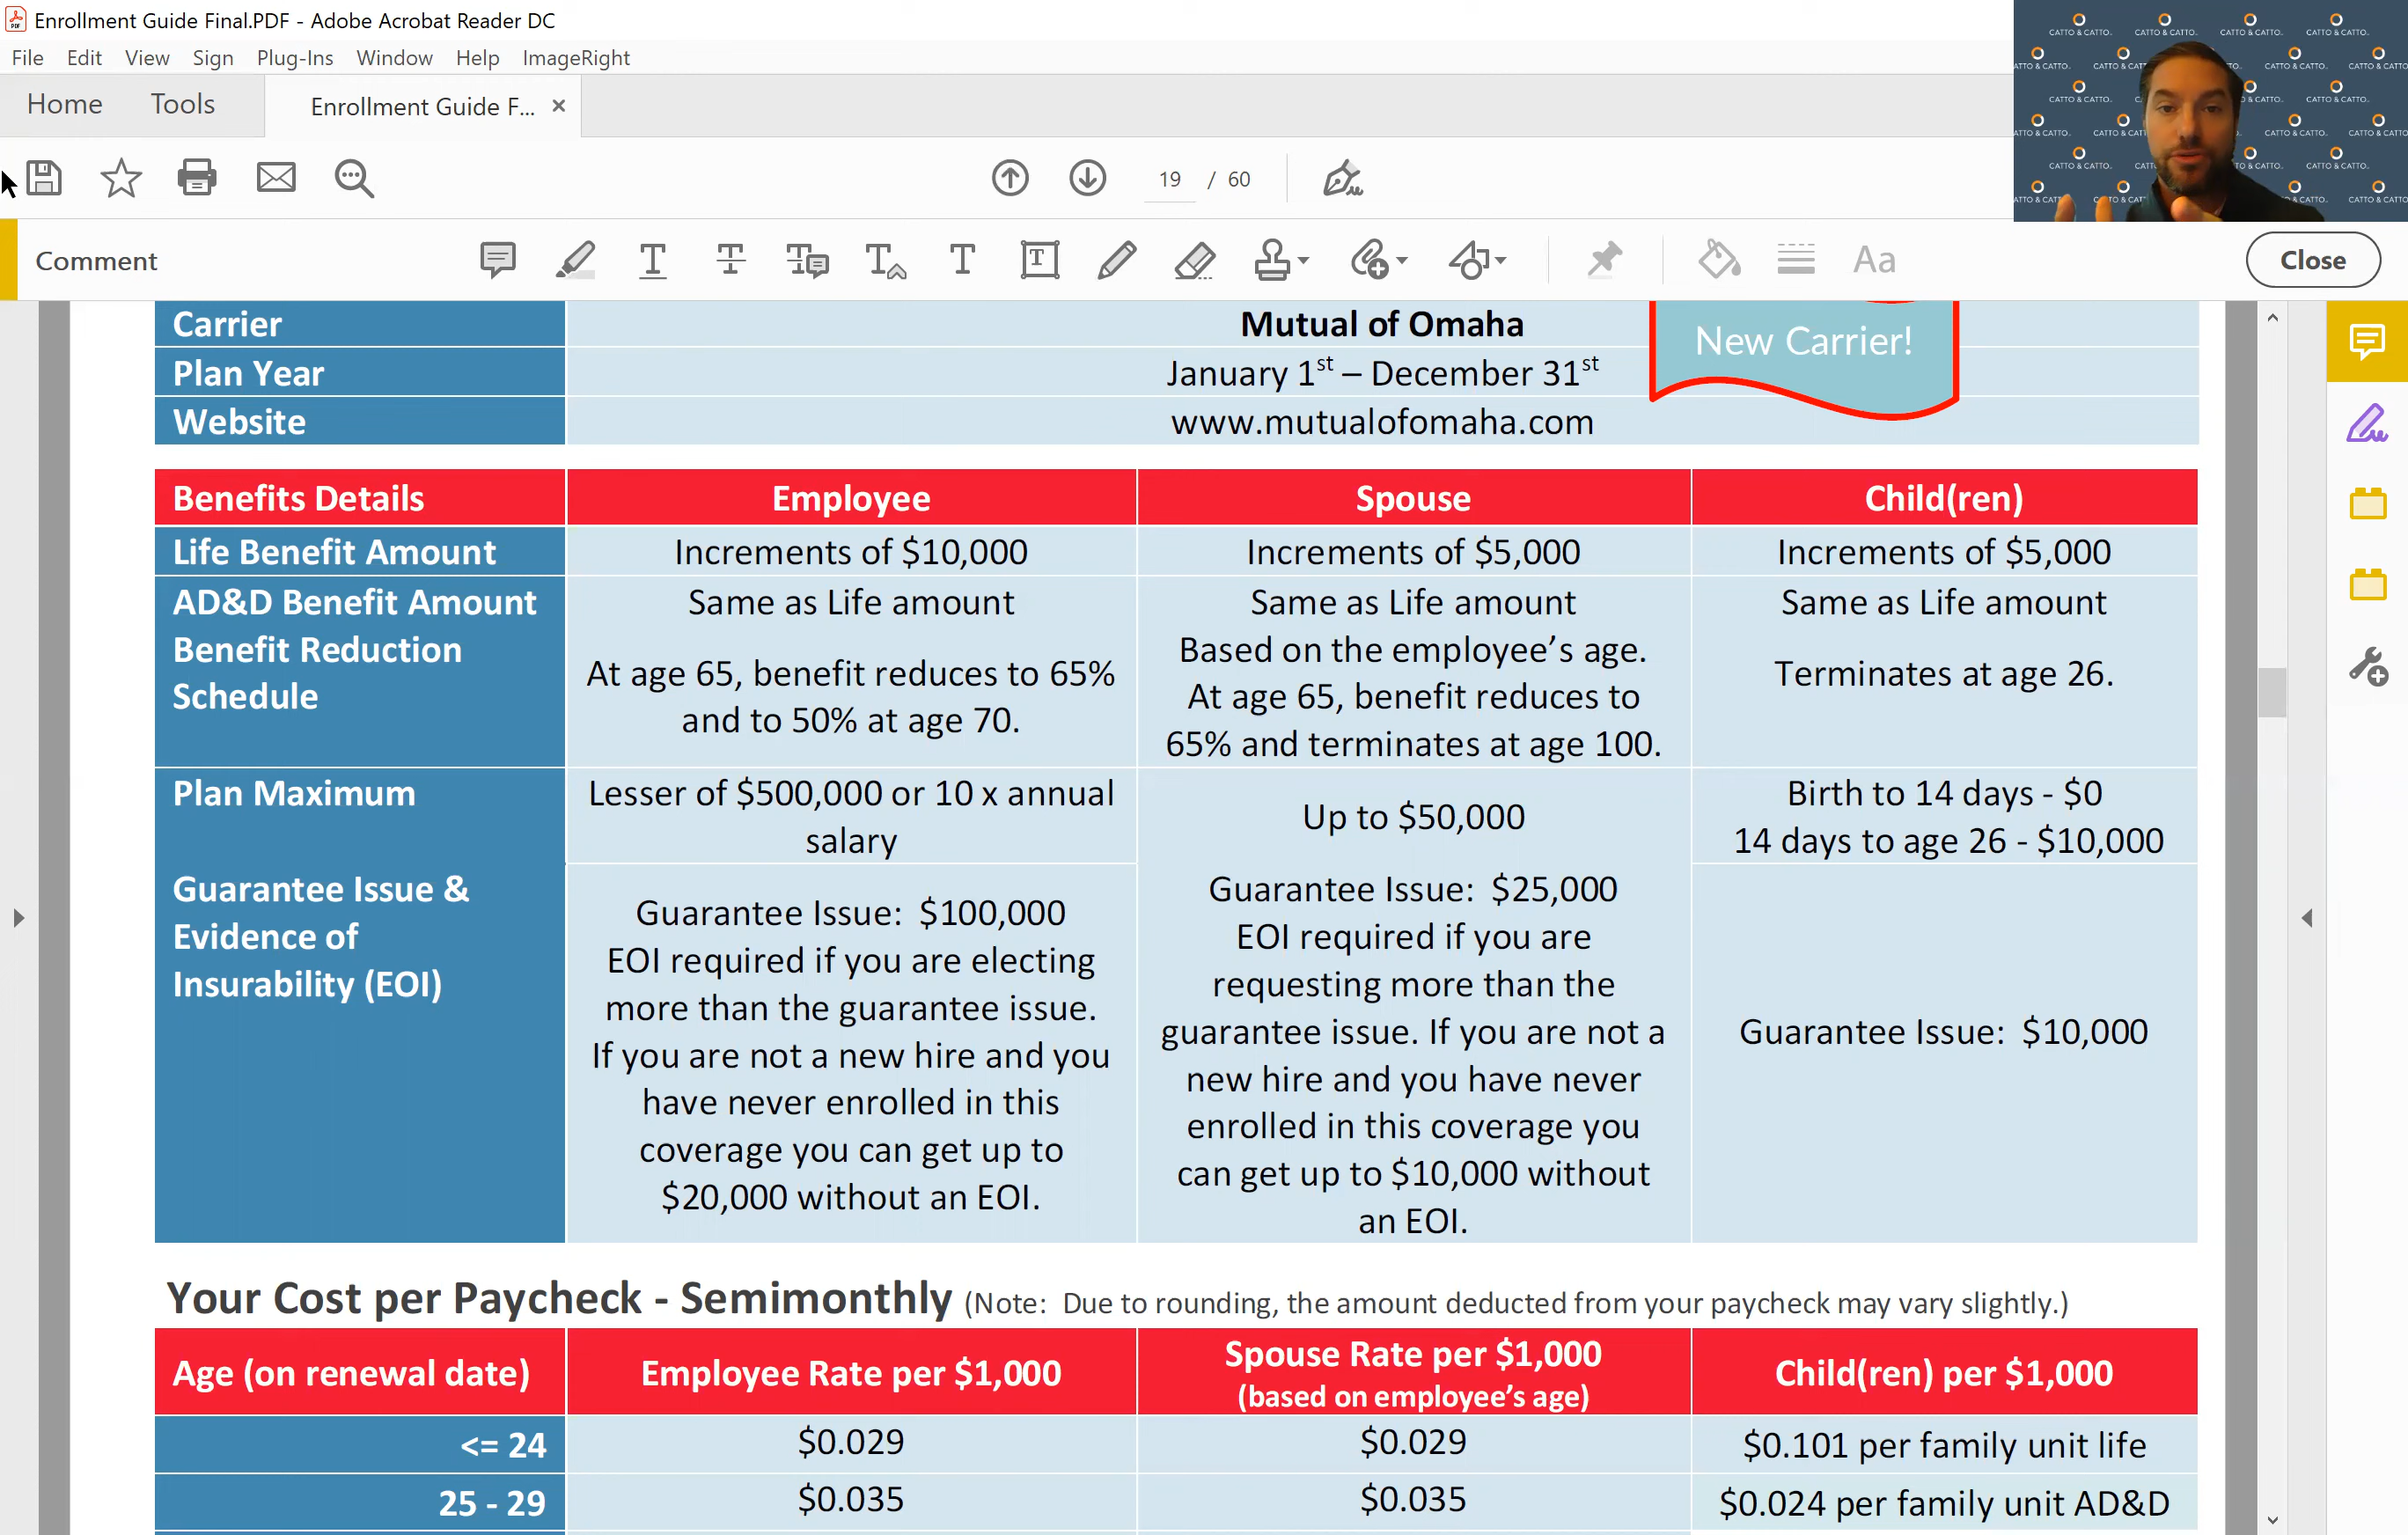 Enrollment Guide Final.PDF - Adobe Acrobat Reader DC
File Edit View Sign Plug-Ins Window Help ImageRight
Home Tools Enrollment Guide F... ×
19 / 60
Comment
Close
CATTO & CATTO
Carrier Mutual of Omaha
New Carrier!
Plan Year January 1st – December 31st
Website www.mutualofomaha.com
Benefits Details Employee Spouse Child(ren)
Life Benefit Amount Increments of $10,000 Increments of $5,000 Increments of $5,000
AD&D Benefit Amount Same as Life amount Same as Life amount Same as Life amount
Benefit Reduction
Schedule
At age 65, benefit reduces to 65%
and to 50% at age 70.
Based on the employee’s age.
At age 65, benefit reduces to
65% and terminates at age 100.
Terminates at age 26.
Plan Maximum
Lesser of $500,000 or 10 x annual
salary
Up to $50,000
Birth to 14 days - $0
14 days to age 26 - $10,000
Guarantee Issue &
Evidence of
Insurability (EOI)
Guarantee Issue: $100,000
EOI required if you are electing
more than the guarantee issue.
If you are not a new hire and you
have never enrolled in this
coverage you can get up to
$20,000 without an EOI.
Guarantee Issue: $25,000
EOI required if you are
requesting more than the
guarantee issue. If you are not a
new hire and you have never
enrolled in this coverage you
can get up to $10,000 without
an EOI.
Guarantee Issue: $10,000
Your Cost per Paycheck - Semimonthly (Note: Due to rounding, the amount deducted from your paycheck may vary slightly.)
Age (on renewal date) Employee Rate per $1,000 Spouse Rate per $1,000
(based on employee’s age)
Child(ren) per $1,000
<= 24 $0.029 $0.029 $0.101 per family unit life
25 - 29 $0.035 $0.035 $0.024 per family unit AD&D